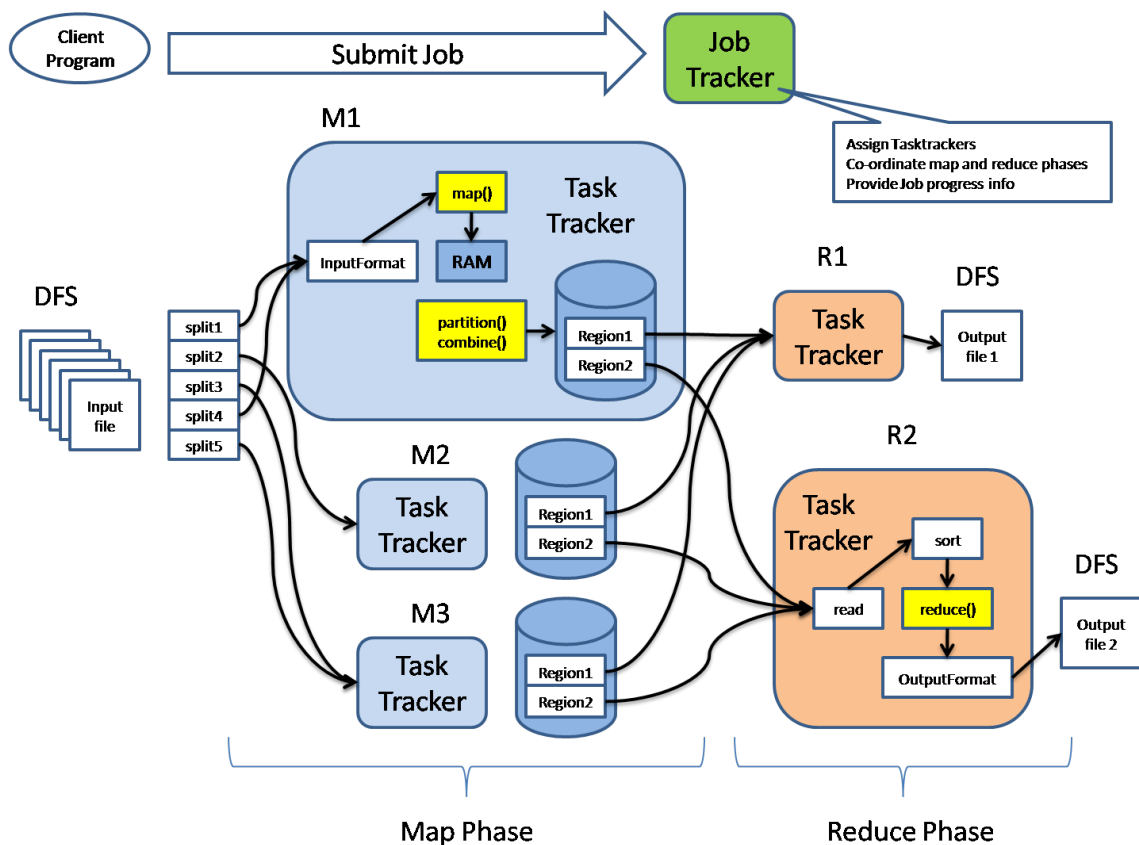 Client
Program
Submit Job
Job
Tracker
Assign Tasktrackers
Co-ordinate map and reduce phases
Provide Job progress info
M1
Task
Tracker
map()
InputFormat
RAM
partition()
combine()
Region1
Region2
DFS
Input
file
split1
split2
split3
split4
split5
M2
Task
Tracker
Region1
Region2
M3
Task
Tracker
Region1
Region2
R1
Task
Tracker
DFS
Output
file 1
R2
Task
Tracker
sort
read
reduce()
OutputFormat
DFS
Output
file 2
Map Phase
Reduce Phase